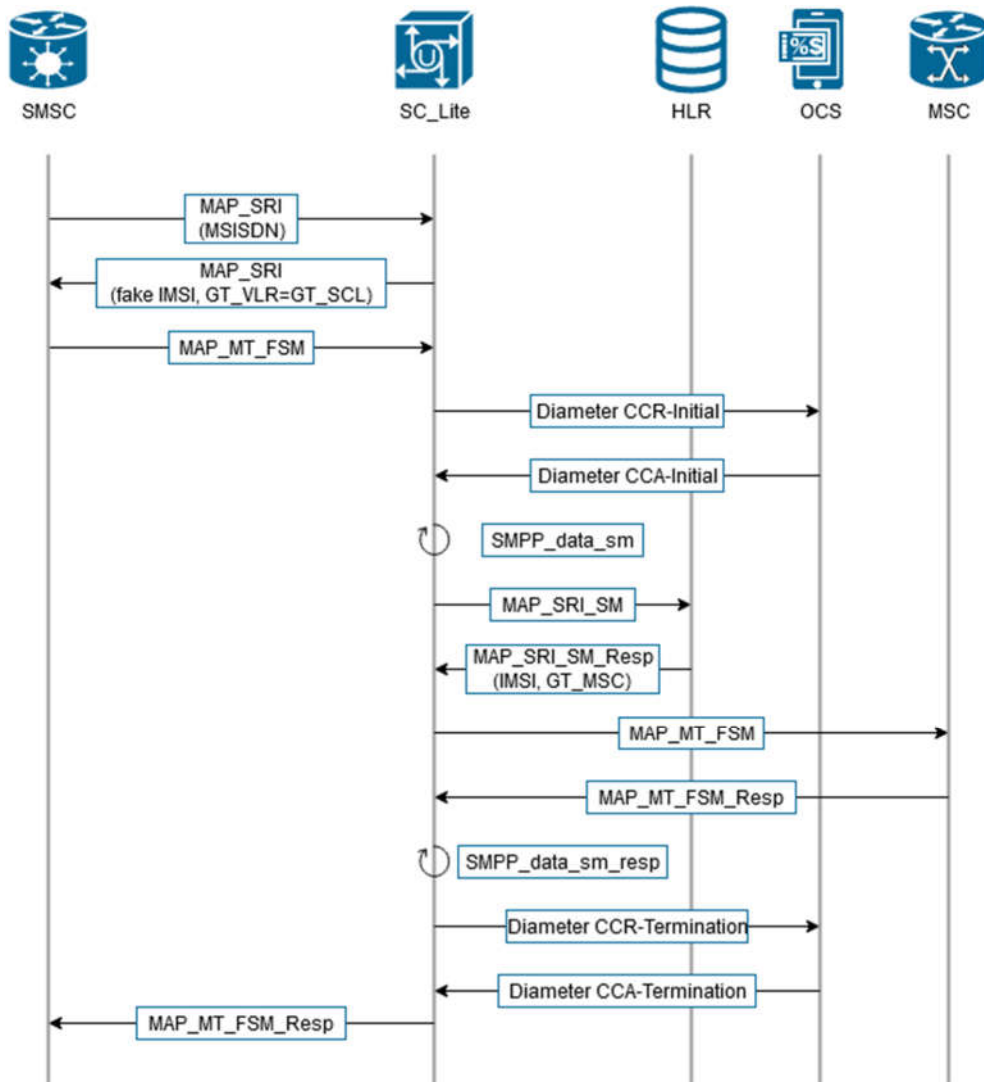 SMSC
SC_Lite
HLR
OCS
MSC
U
%$
MAP_SRI
(MSISDN)
MAP_SRI
(fake IMSI, GT_VLR=GT_SCL)
MAP_MT_FSM
Diameter CCR-Initial
Diameter CCA-Initial
SMPP_data_sm
MAP_SRI_SM
MAP_SRI_SM_Resp
(IMSI, GT_MSC)
MAP_MT_FSM
MAP_MT_FSM_Resp
SMPP_data_sm_resp
Diameter CCR-Termination
Diameter CCA-Termination
MAP_MT_FSM_Resp